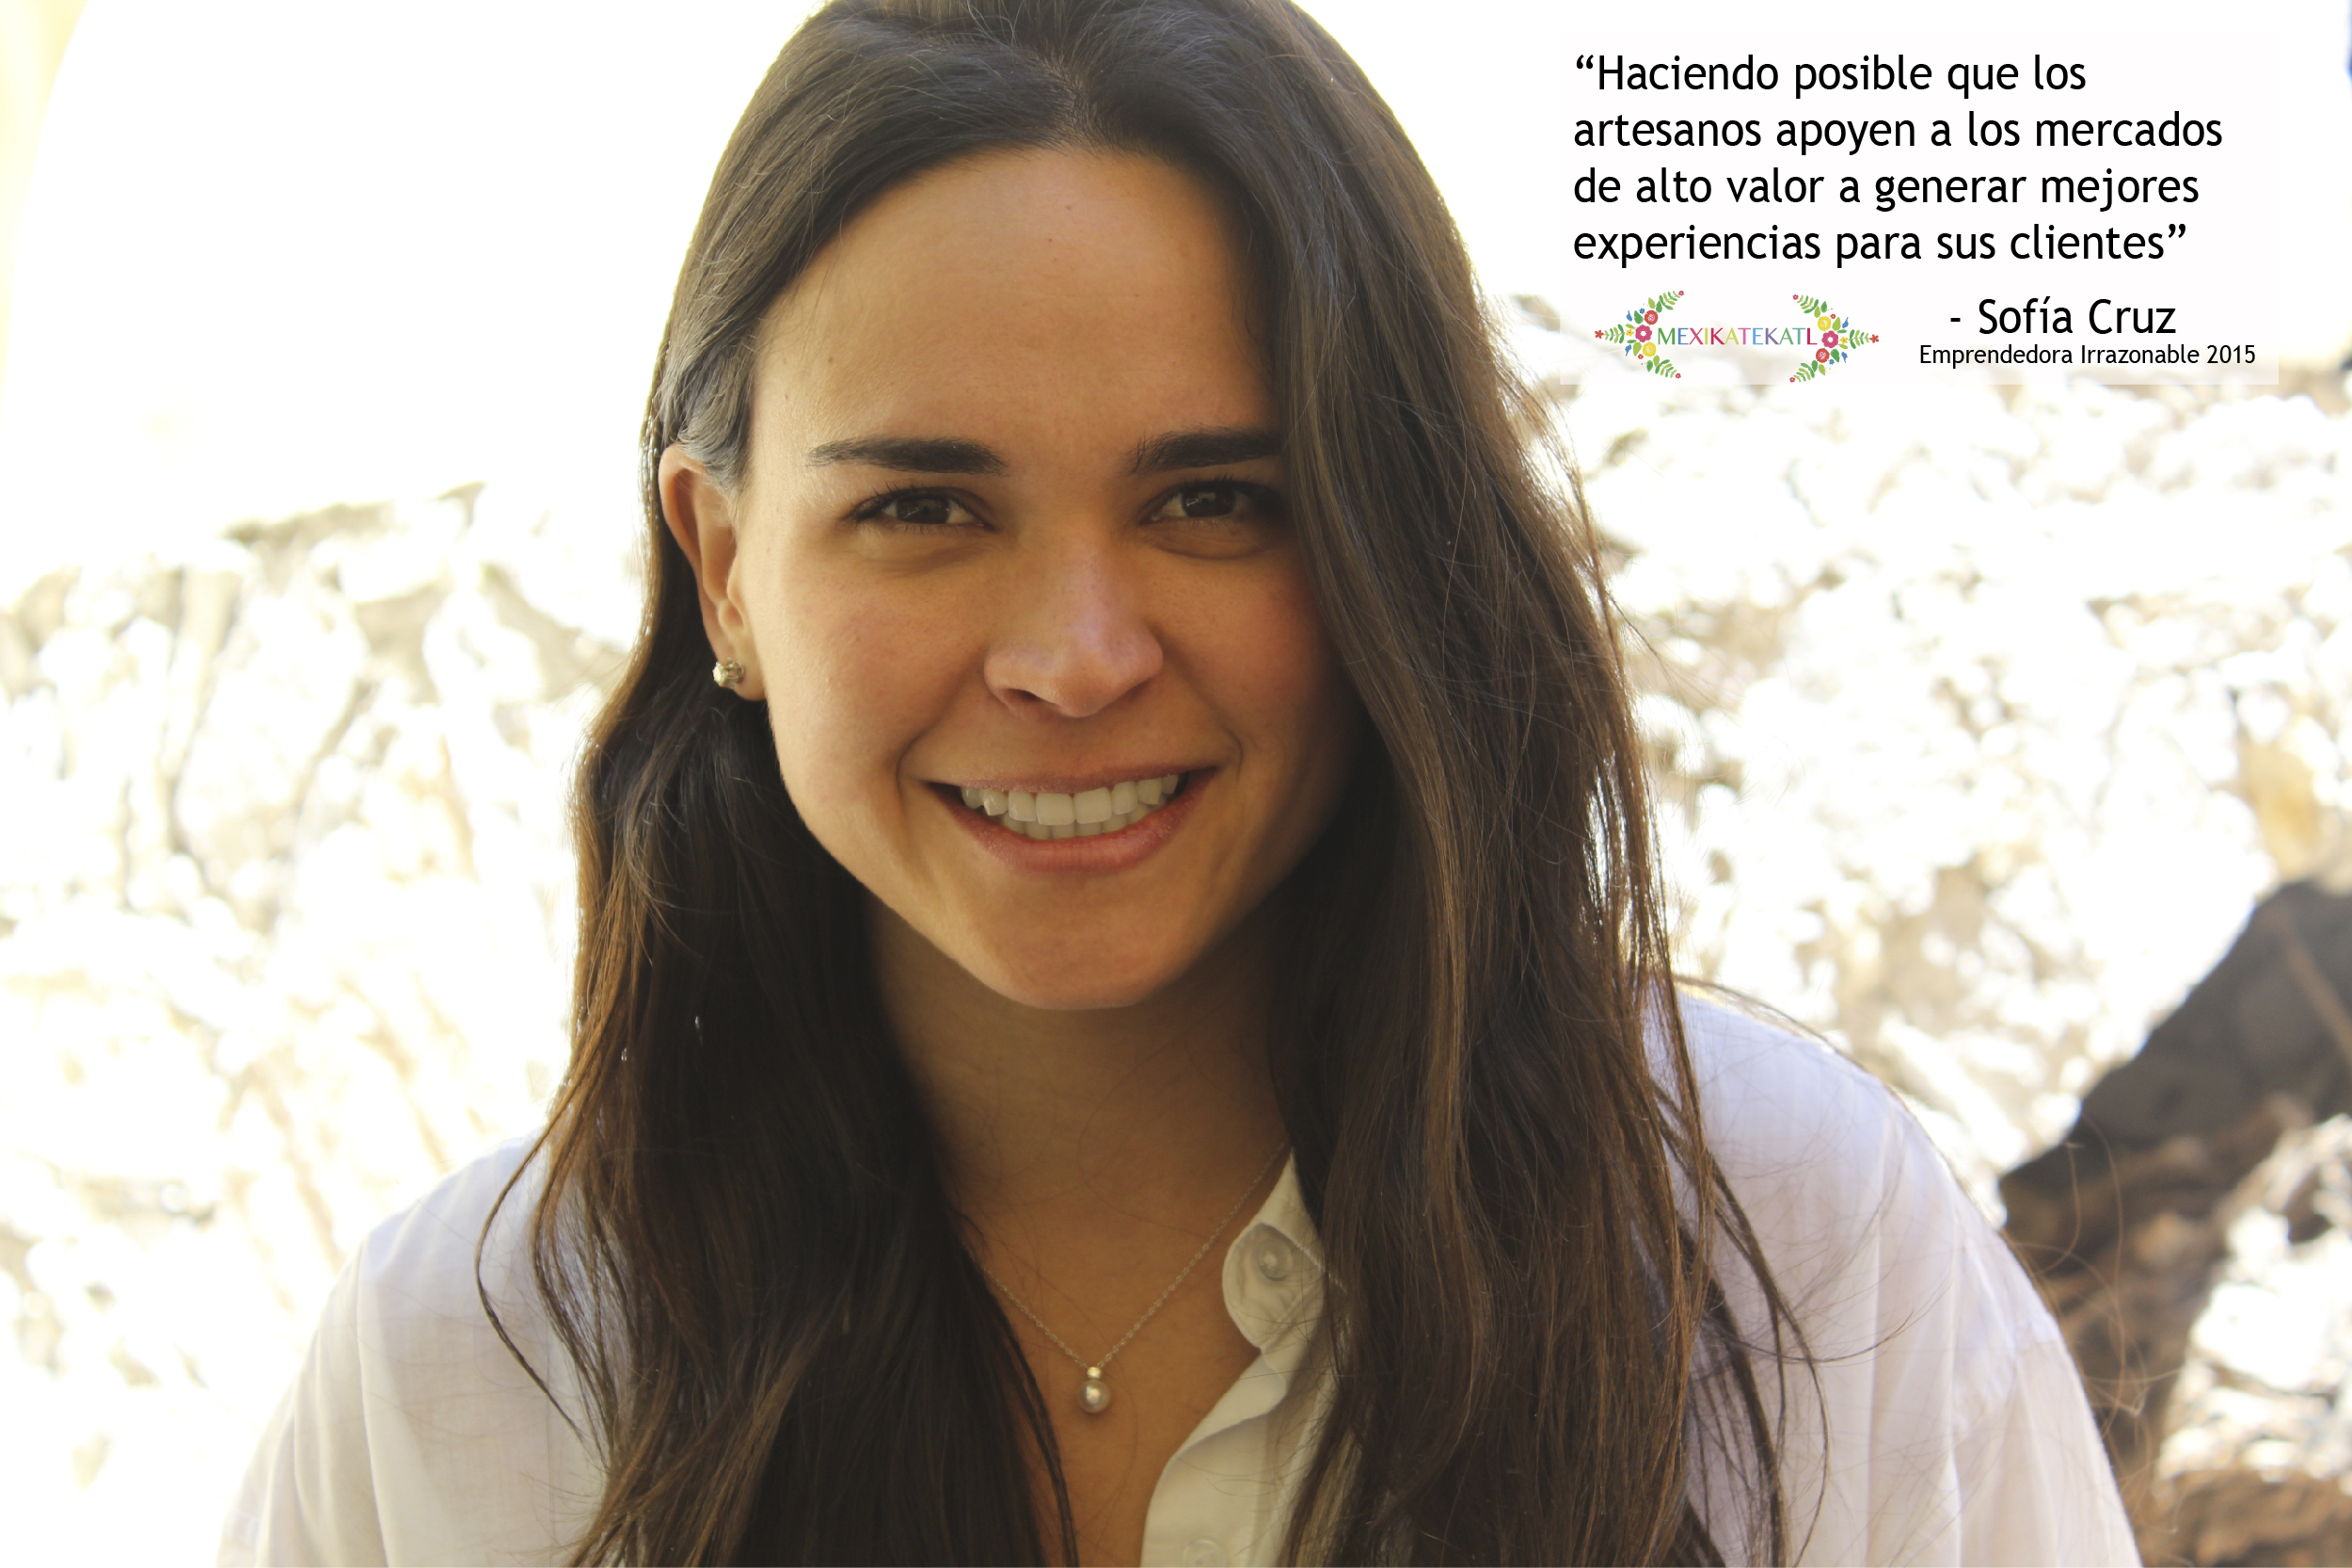 “Haciendo posible que los
artesanos apoyen a los mercados
de alto valor a generar mejores
experiencias para sus clientes”
MEXIKATEKATL
- Sofía Cruz
Emprendedora Irrazonable 2015